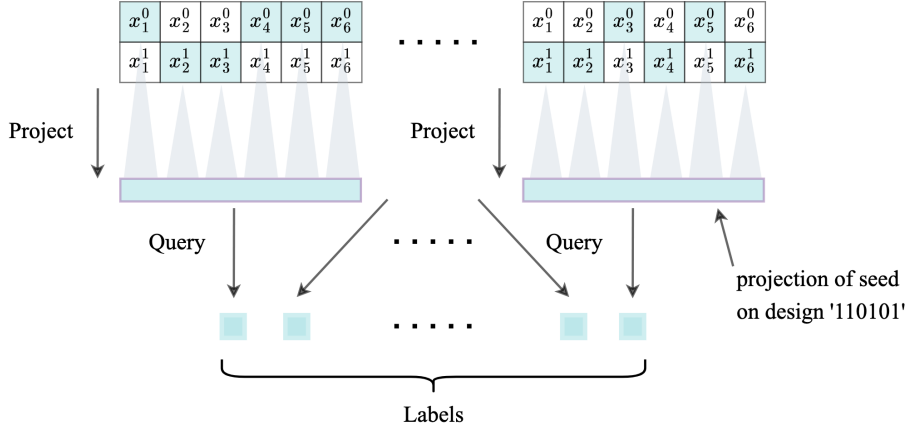 x_1^0 x_2^0 x_3^0 x_4^0 x_5^0 x_6^0 ..... x_1^0 x_2^0 x_3^0 x_4^0 x_5^0 x_6^0
x_1^1 x_2^1 x_3^1 x_4^1 x_5^1 x_6^1 x_1^1 x_2^1 x_3^1 x_4^1 x_5^1 x_6^1
Project Project
Query ..... Query
projection of seed
on design '110101'
.....
Labels